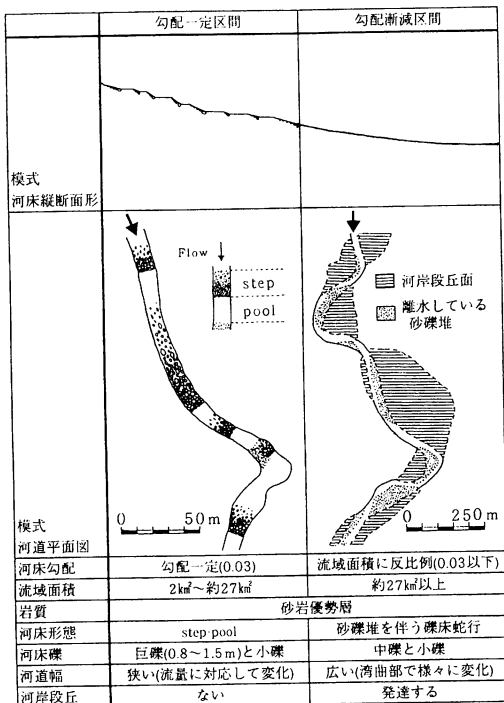 勾配一定区間 勾配漸減区間
模式
河床縦断面形
Flow
step
pool
河岸段丘面
離水している
砂礫堆
0 50m
0 250m
模式
河道平面図
河床勾配 勾配一定(0.03) 流域面積に反比例(0.03以下)
流域面積 2k㎡~約27k㎡ 約27k㎡以上
岩質 砂岩優勢層
河床形態 step-pool 砂礫堆を伴う礫床蛇行
河床礫 巨礫(0.8~1.5m)と小礫 中礫と小礫
河道幅 狭い(流量に対応して変化) 広い(湾曲部で様々に変化)
河岸段丘 ない 発達する